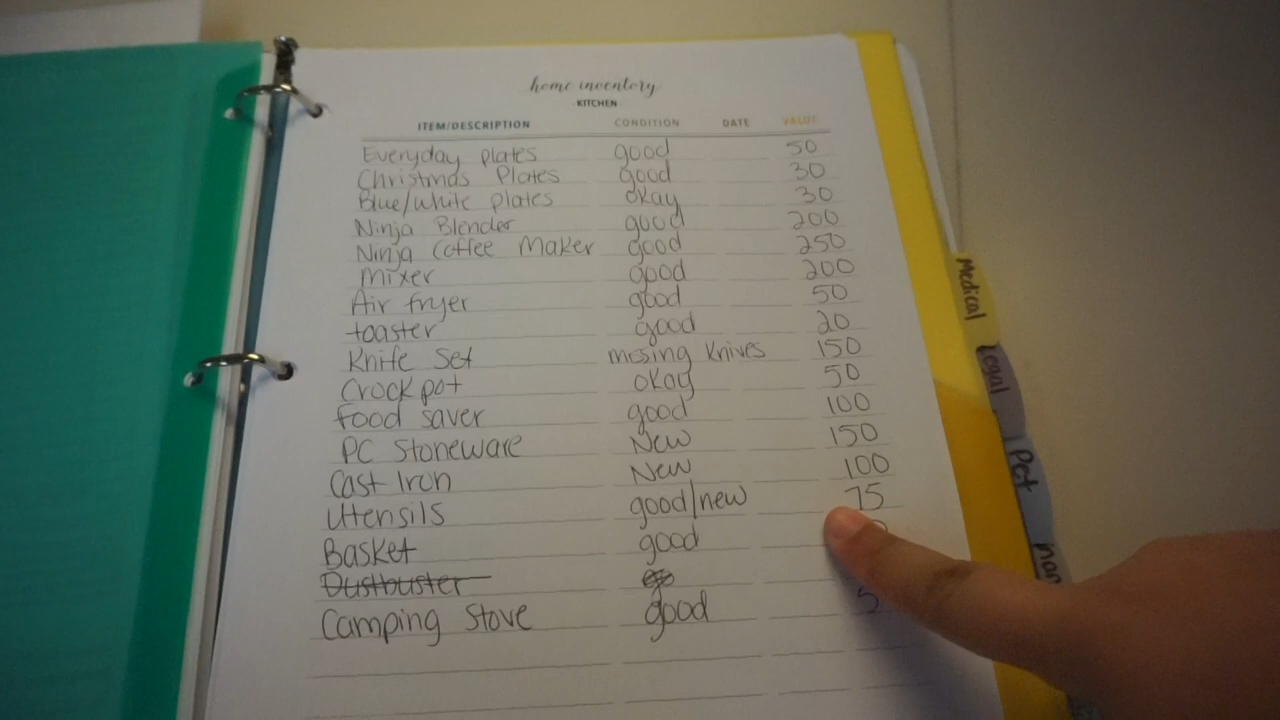 home inventory
KITCHEN
ITEM/DESCRIPTION CONDITION DATE VALUE
Everyday plates good 50
Christmas Plates good 30
Blue/white plates okay 30
Ninja Blender good 200
Ninja Coffee Maker good 250
Mixer good 200
Air fryer good 50
toaster good 20
Knife Set missing knives 150
Crockpot okay 50
food saver good 100
PC Stoneware New 150
Cast Iron New 100
Utensils good/new 75
Basket good
Dustbuster
Camping Stove good
Medical
Legal
Pet